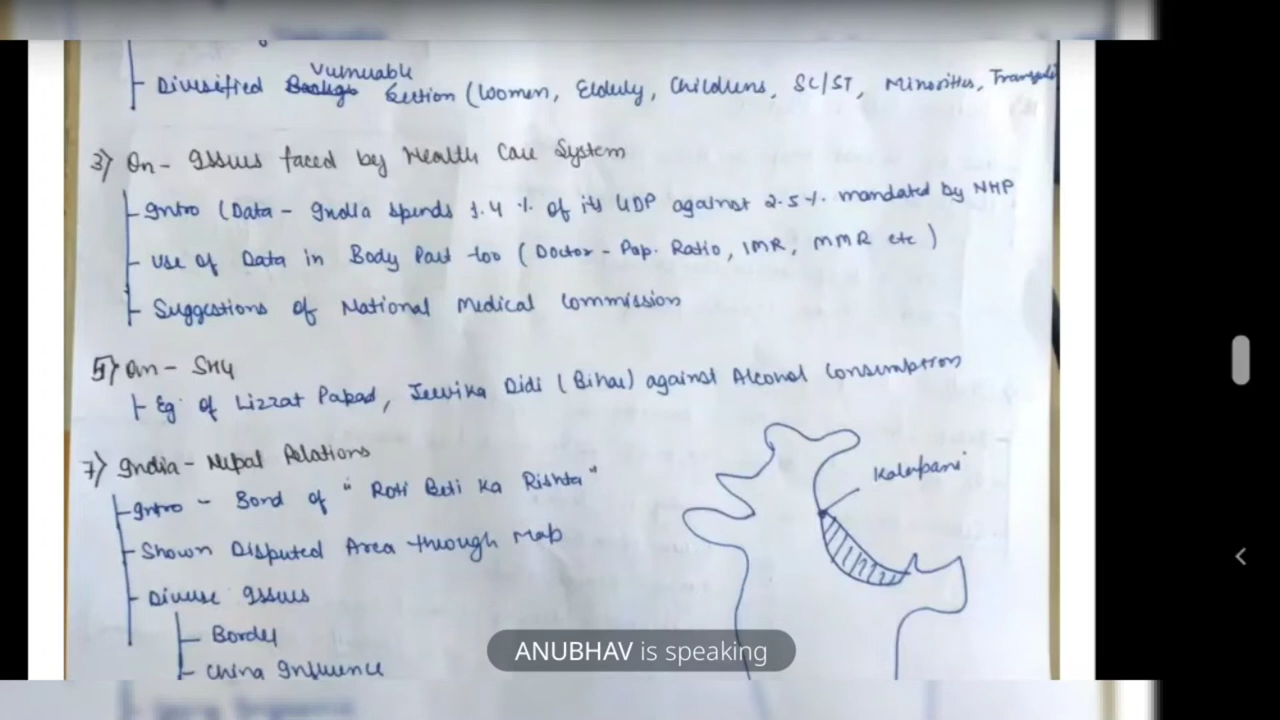 Diversified Vulnuable Section (Women, Elderly, Childrens, SC/ST, Minorities,
3) On - Issues faced by Health Care System
Intro (Data - India spends 1.4 % of its GDP against 2.5 %. mandated by NHP
Use of Data in Body Part too (Doctor - Pop. Ratio, IMR, MMR etc )
Suggestions of National Medical Commission
5) On - SHG
Eg. of Lizzat Papad, Jeevika Didi (Bihar) against Alcohol Consumption
7) India - Nepal Relations
Intro - Bond of "Roti Beti Ka Rishta"
Kalapani
Shown Disputed Area through Map
Diverse Issues
Border
China Influence
ANUBHAV is speaking